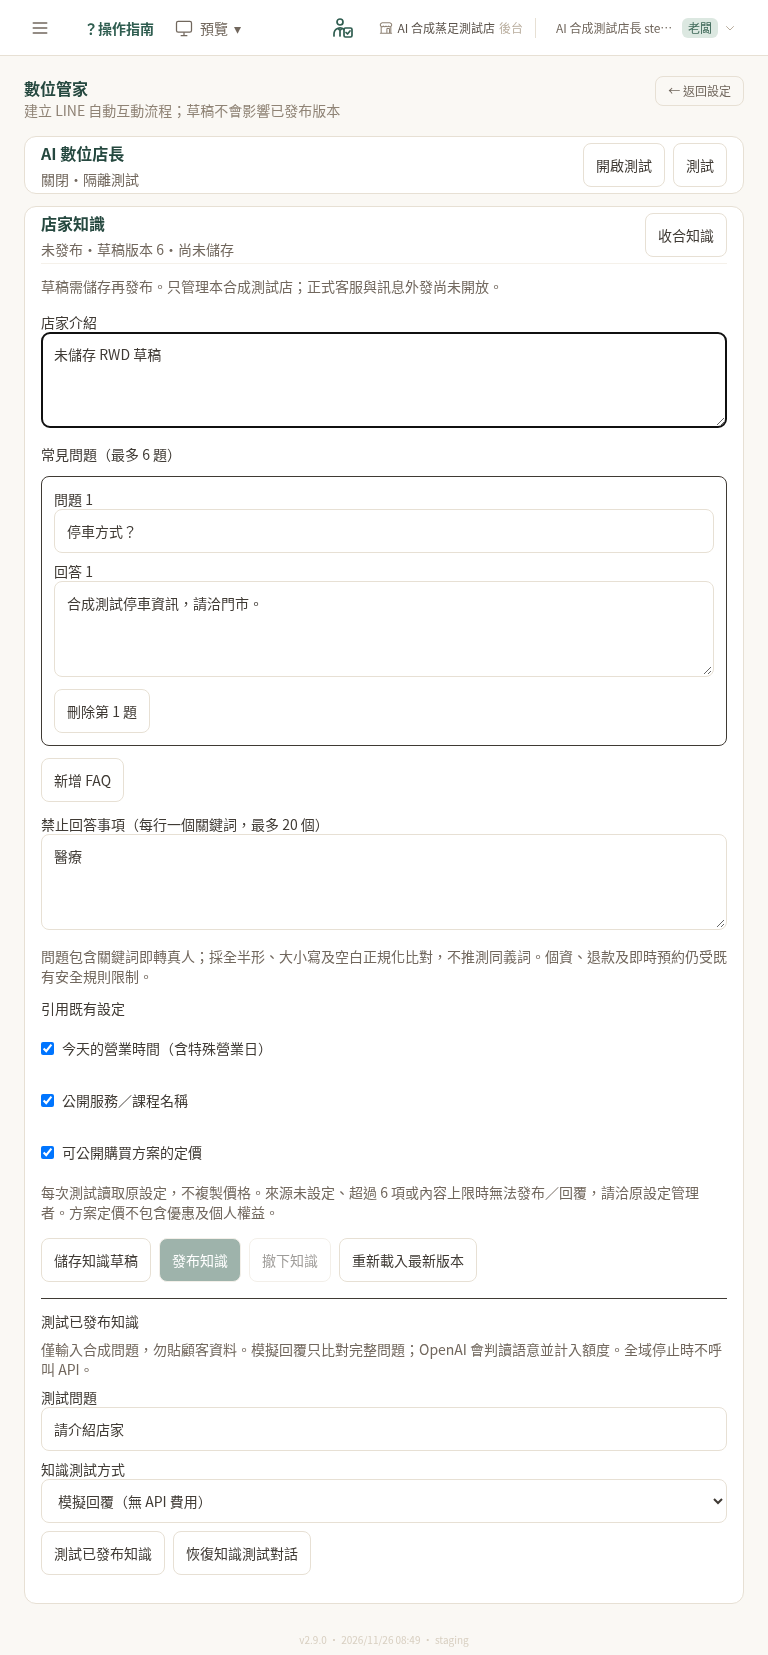 ?操作指南 預覽 ▾ AI 合成蒸足測試店 後台 AI 合成測試店長 ste… 老闆
數位管家
建立 LINE 自動互動流程；草稿不會影響已發布版本
← 返回設定
AI 數位店長
關閉・隔離測試
開啟測試 測試
店家知識
未發布・草稿版本 6・尚未儲存
收合知識
草稿需儲存再發布。只管理本合成測試店；正式客服與訊息外發尚未開放。
店家介紹
未儲存 RWD 草稿
常見問題（最多 6 題）
問題 1
停車方式？
回答 1
合成測試停車資訊，請洽門市。
刪除第 1 題
新增 FAQ
禁止回答事項（每行一個關鍵詞，最多 20 個）
醫療
問題包含關鍵詞即轉真人；採全半形、大小寫及空白正規化比對，不推測同義詞。個資、退款及即時預約仍受既
有安全規則限制。
引用既有設定
今天的營業時間（含特殊營業日）
公開服務／課程名稱
可公開購買方案的定價
每次測試讀取原設定，不複製價格。來源未設定、超過 6 項或內容上限時無法發布／回覆，請洽原設定管理
者。方案定價不包含優惠及個人權益。
儲存知識草稿 發布知識 撤下知識 重新載入最新版本
測試已發布知識
僅輸入合成問題，勿貼顧客資料。模擬回覆只比對完整問題；OpenAI 會判讀語意並計入額度。全域停止時不呼
叫 API。
測試問題
請介紹店家
知識測試方式
模擬回覆（無 API 費用）
測試已發布知識 恢復知識測試對話
v2.9.0 ・ 2026/11/26 08:49 ・ staging